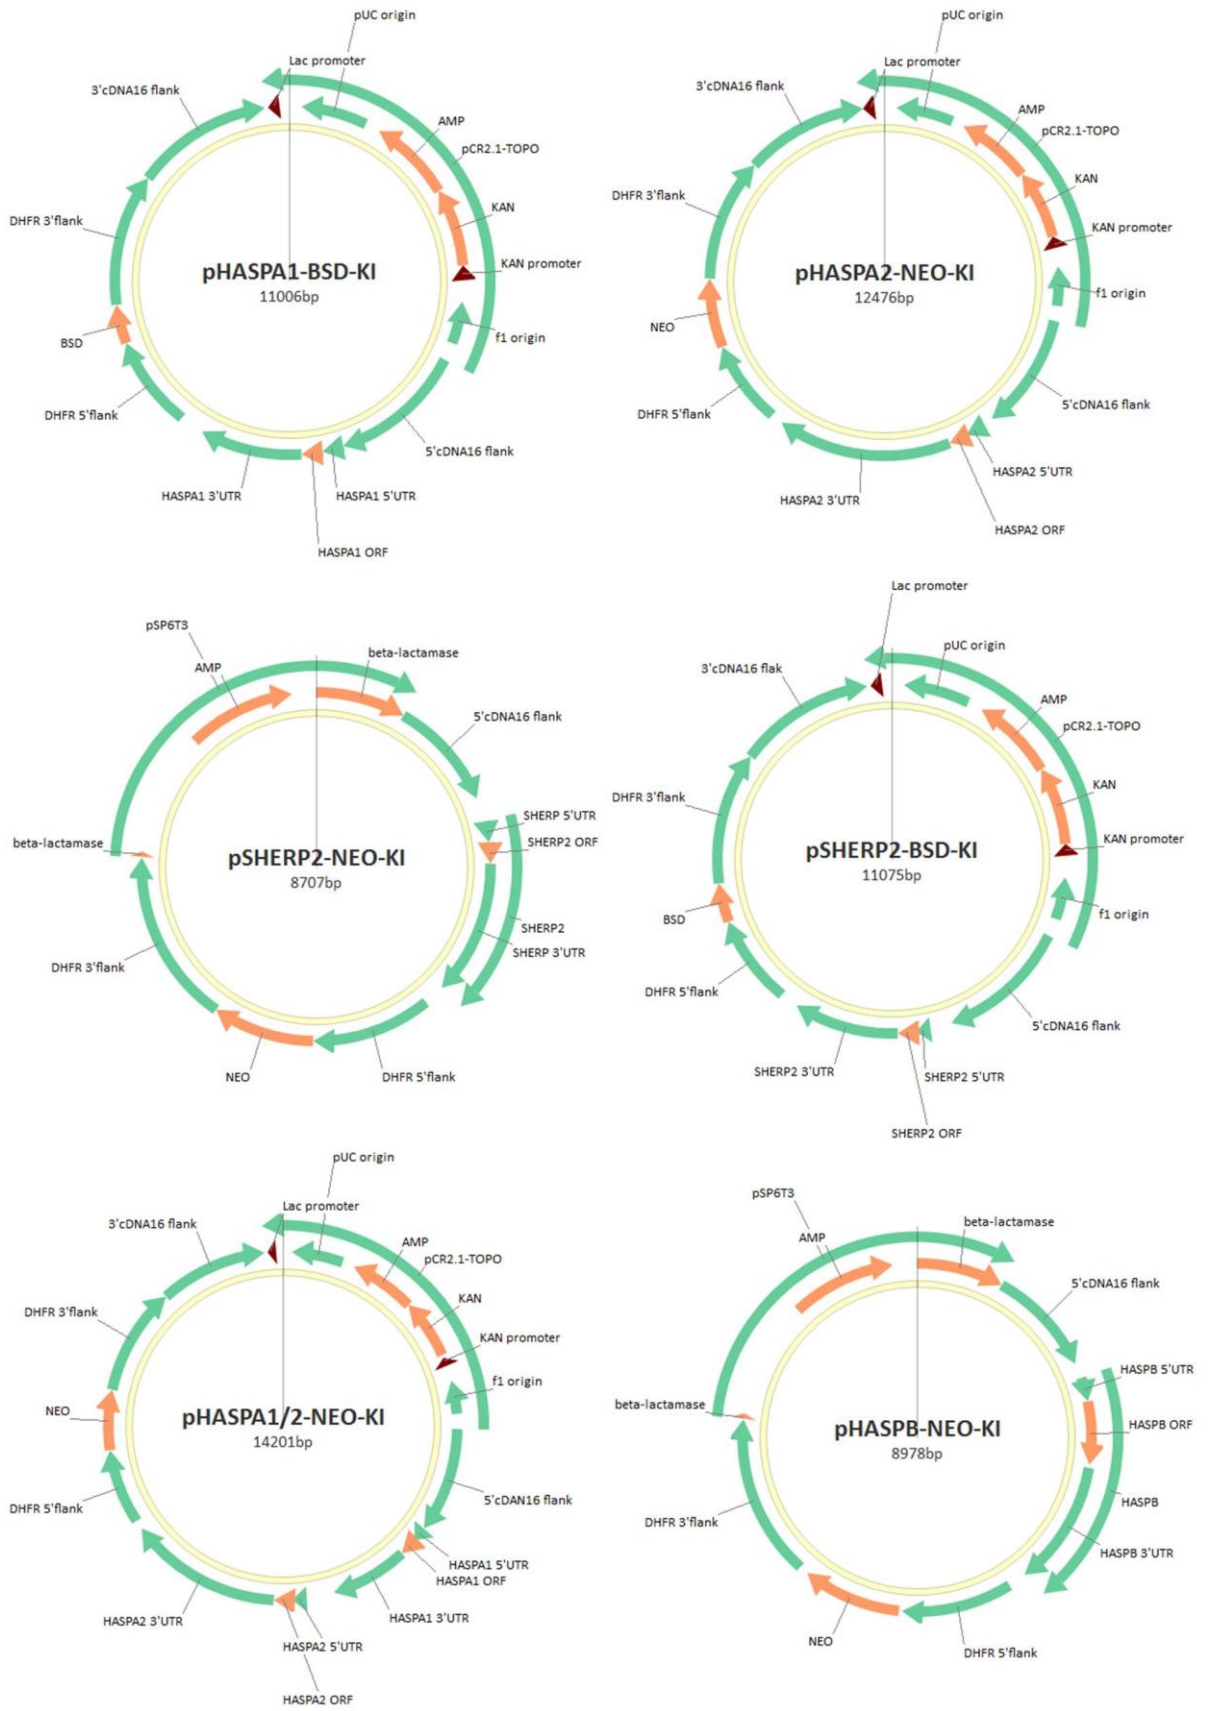 pUC origin
Lac promoter
3'cDNA16 flank
AMP
pCR2.1-TOPO
DHFR 3'flank
KAN
KAN promoter
pHASPA1-BSD-KI
11006bp
BSD
f1 origin
DHFR 5'flank
5'cDNA16 flank
HASPA1 3'UTR
HASPA1 5'UTR
HASPA1 ORF
pUC origin
Lac promoter
3'cDNA16 flank
AMP
pCR2.1-TOPO
DHFR 3'flank
KAN
KAN promoter
pHASPA2-NEO-KI
12476bp
f1 origin
NEO
DHFR 5'flank
5'cDNA16 flank
HASPA2 5'UTR
HASPA2 3'UTR
HASPA2 ORF
pSP6T3
AMP
beta-lactamase
5'cDNA16 flank
SHERP 5'UTR
SHERP2 ORF
beta-lactamase
pSHERP2-NEO-KI
8707bp
SHERP2
SHERP 3'UTR
DHFR 3'flank
NEO
DHFR 5'flank
Lac promoter
pUC origin
3'cDNA16 flak
AMP
pCR2.1-TOPO
DHFR 3'flank
KAN
KAN promoter
pSHERP2-BSD-KI
11075bp
BSD
f1 origin
DHFR 5'flank
5'cDNA16 flank
SHERP2 3'UTR
SHERP2 5'UTR
SHERP2 ORF
pUC origin
Lac promoter
3'cDNA16 flank
AMP
pCR2.1-TOPO
DHFR 3'flank
KAN
KAN promoter
f1 origin
NEO
pHASPA1/2-NEO-KI
14201bp
DHFR 5'flank
5'cDAN16 flank
HASPA1 5'UTR
HASPA1 ORF
HASPA2 3'UTR
HASPA1 3'UTR
HASPA2 5'UTR
HASPA2 ORF
pSP6T3
AMP
beta-lactamase
5'cDNA16 flank
HASPB 5'UTR
beta-lactamase
HASPB ORF
pHASPB-NEO-KI
8978bp
HASPB
DHFR 3'flank
HASPB 3'UTR
NEO
DHFR 5'flank